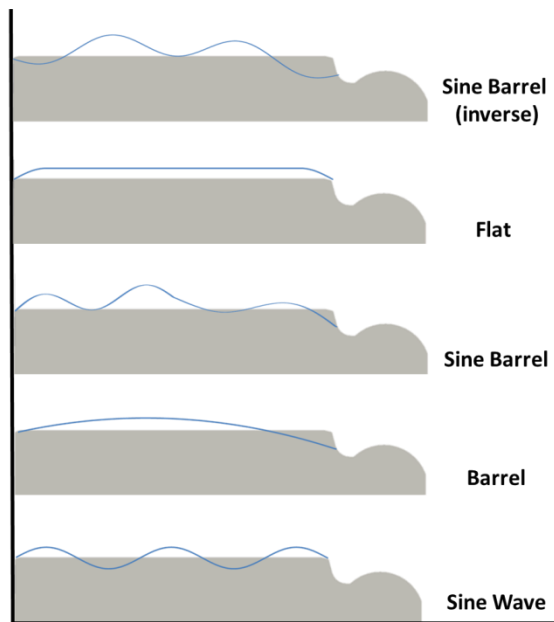 Sine Barrel
(inverse)
Flat
Sine Barrel
Barrel
Sine Wave